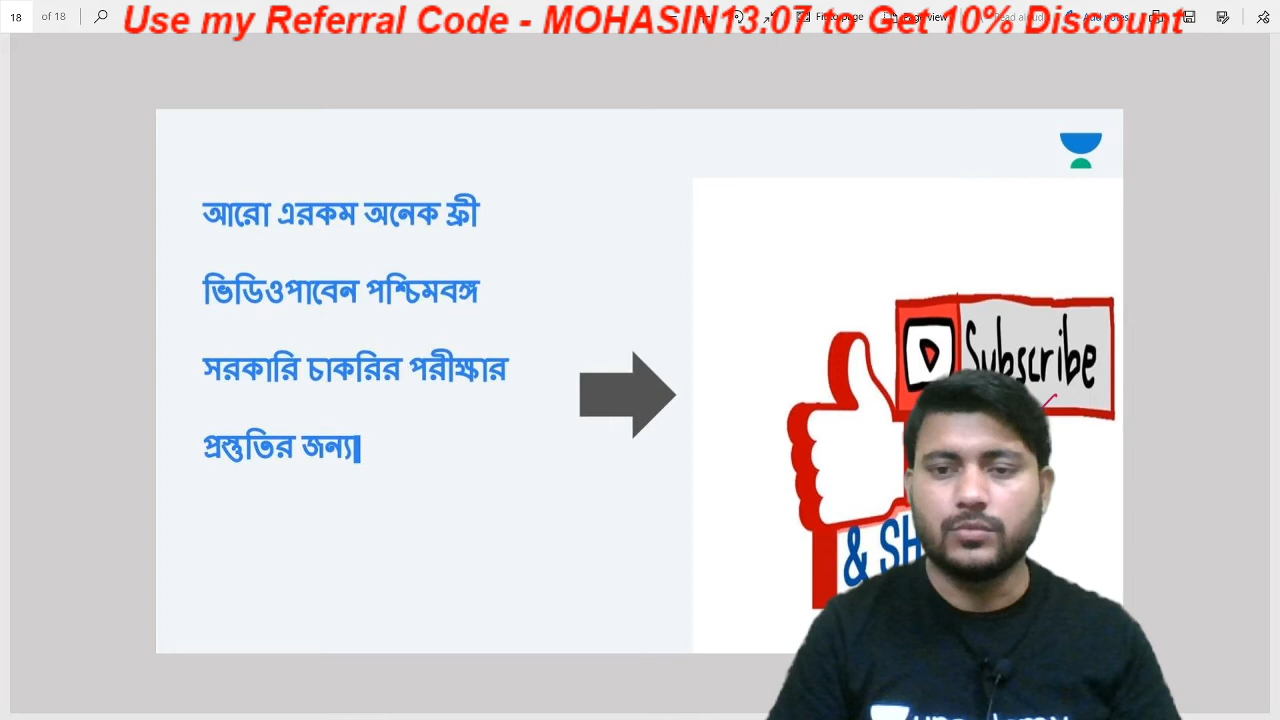 Use my Referral Code - MOHASIN13.07 to Get 10% Discount
18 of 18
আরো এরকম অনেক ফ্রী
ভিডিওপাবেন পশ্চিমবঙ্গ
সরকারি চাকরির পরীক্ষার
প্রস্তুতির জন্য
Subscribe
& SH